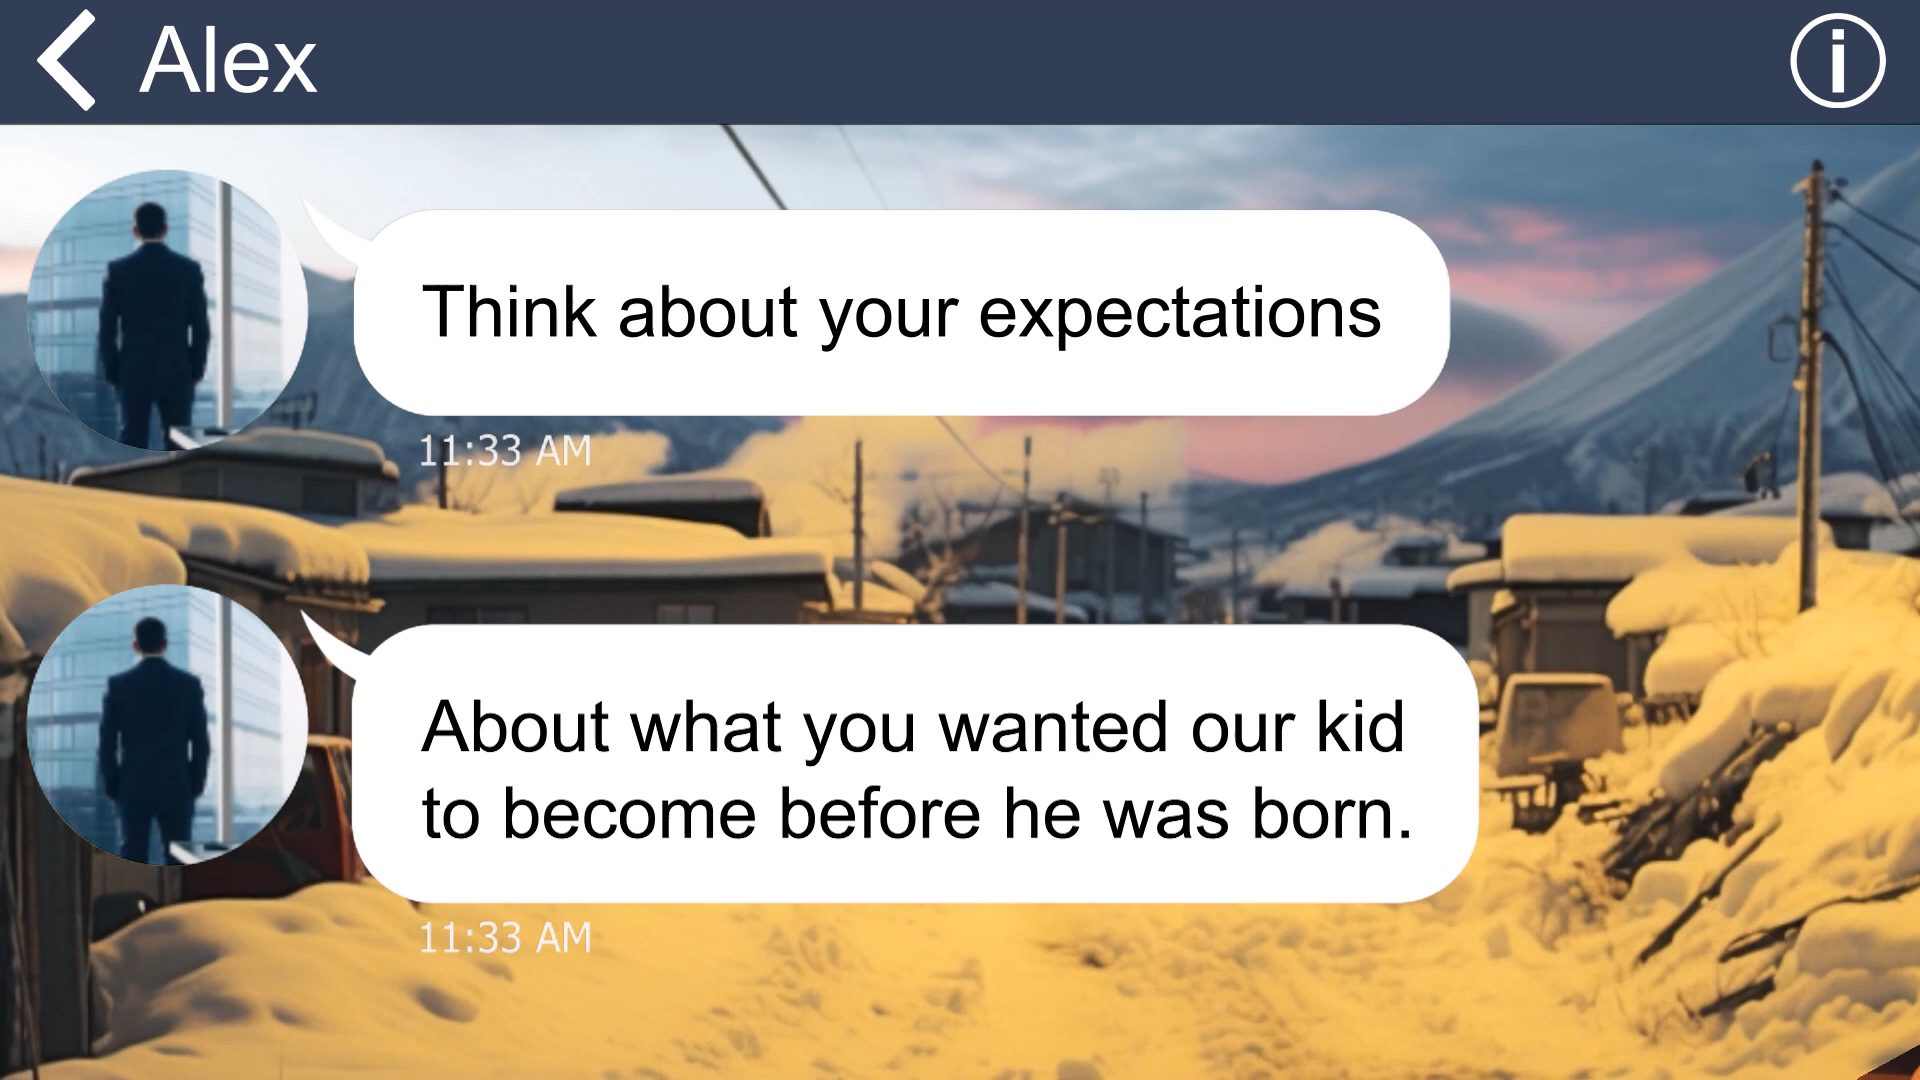 Alex
Think about your expectations
11:33 AM
About what you wanted our kid
to become before he was born.
11:33 AM